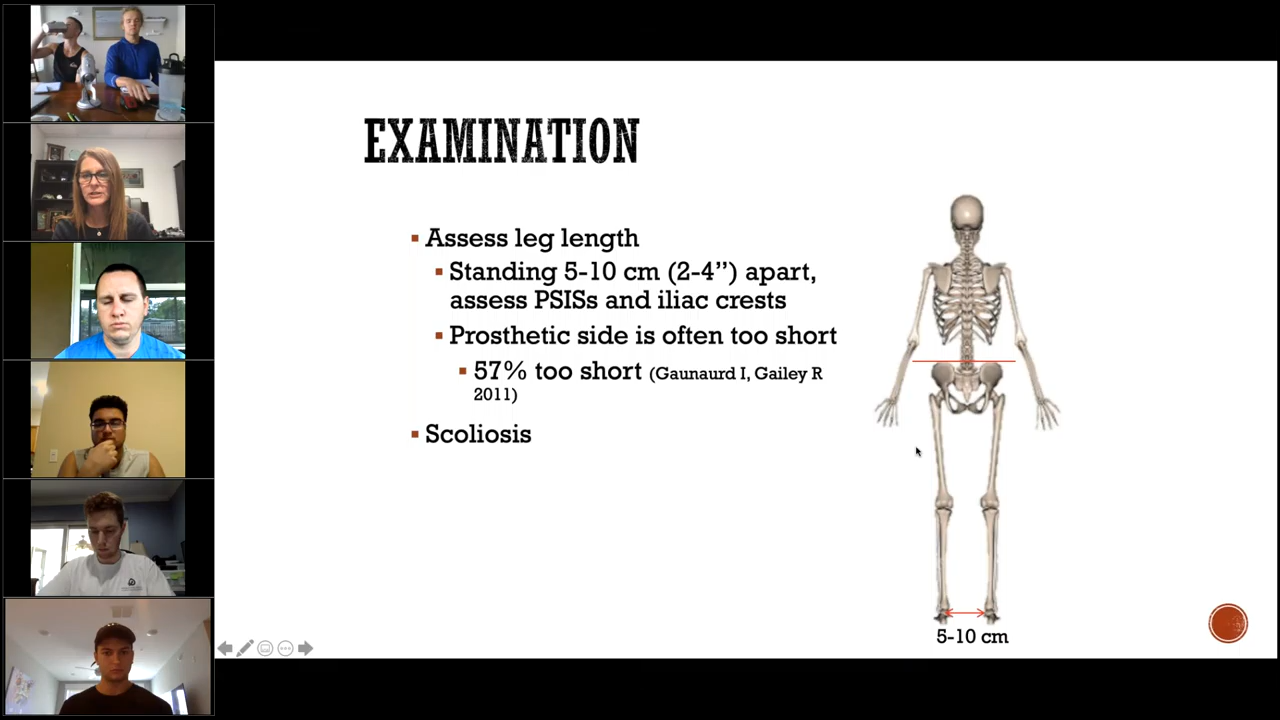 EXAMINATION
Assess leg length
Standing 5-10 cm (2-4”) apart,
assess PSISs and iliac crests
Prosthetic side is often too short
57% too short (Gaunaurd I, Gailey R
2011)
Scoliosis
5-10 cm